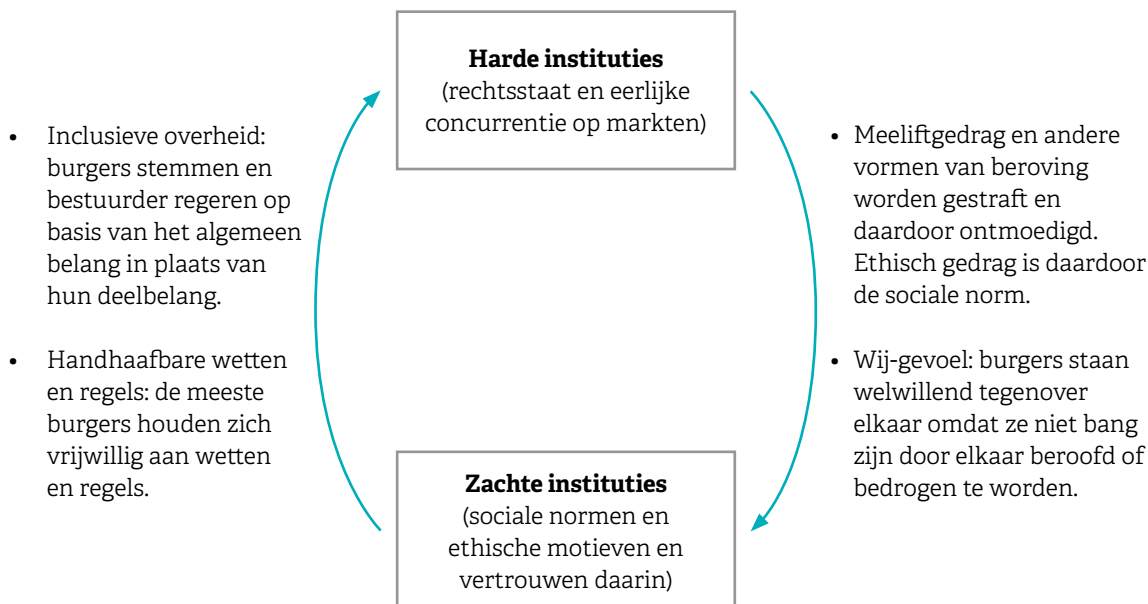 Harde instituties
(rechtsstaat en eerlijke
concurrentie op markten)
• Inclusieve overheid:
burgers stemmen en
bestuurder regeren op
basis van het algemeen
belang in plaats van
hun deelbelang.
• Handhaafbare wetten
en regels: de meeste
burgers houden zich
vrijwillig aan wetten
en regels.
• Meeliftgedrag en andere
vormen van beroving
worden gestraft en
daardoor ontmoedigd.
Ethisch gedrag is daardoor
de sociale norm.
• Wij-gevoel: burgers staan
welwillend tegenover
elkaar omdat ze niet bang
zijn door elkaar beroofd of
bedrogen te worden.
Zachte instituties
(sociale normen en
ethische motieven en
vertrouwen daarin)